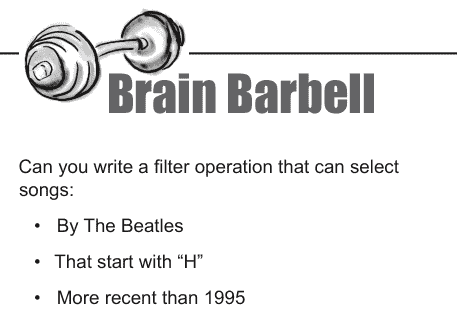 Brain Barbell
Can you write a filter operation that can select
songs:
• By The Beatles
• That start with “H”
• More recent than 1995